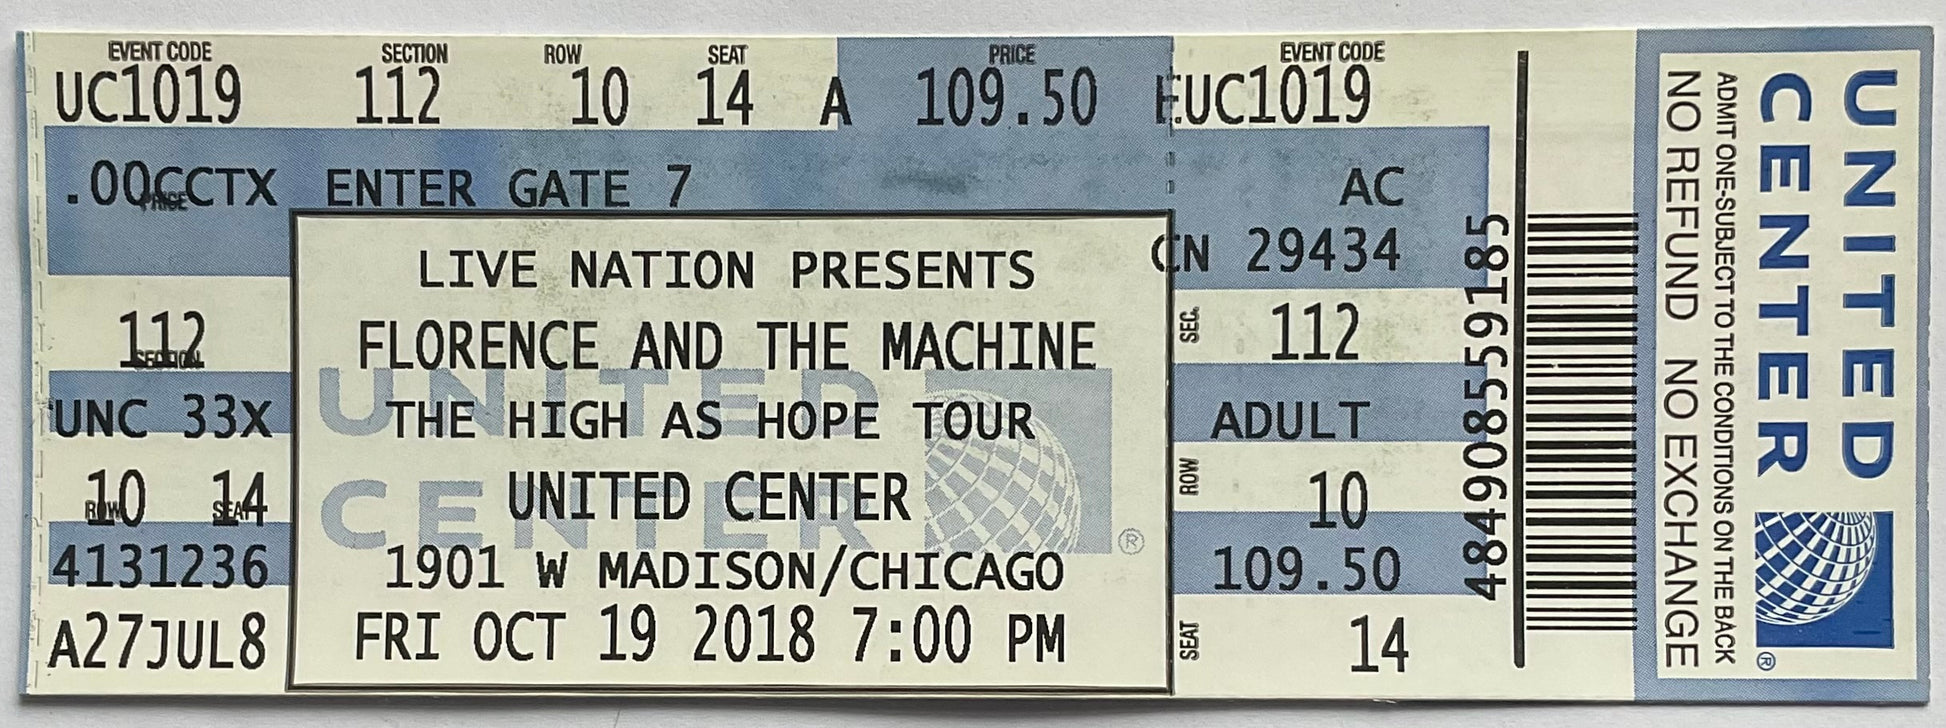 EVENT CODE SECTION ROW SEAT PRICE EVENT CODE
UC1019 112 10 14 A 109.50 EUC1019
.00 CCTX ENTER GATE 7 AC
PRICE
CN 29434
LIVE NATION PRESENTS
FLORENCE AND THE MACHINE
THE HIGH AS HOPE TOUR
UNITED CENTER
1901 W MADISON/CHICAGO
FRI OCT 19 2018 7:00 PM
UNITED
CENTER
®
112
SECTION
UNC 33X
10 14
ROW SEAT
4131236
A27JUL8
SEC. 112
ADULT
ROW 10
109.50
SEAT 14
484908559185
UNITED
CENTER
®
ADMIT ONE-SUBJECT TO THE CONDITIONS ON THE BACK
NO REFUND NO EXCHANGE